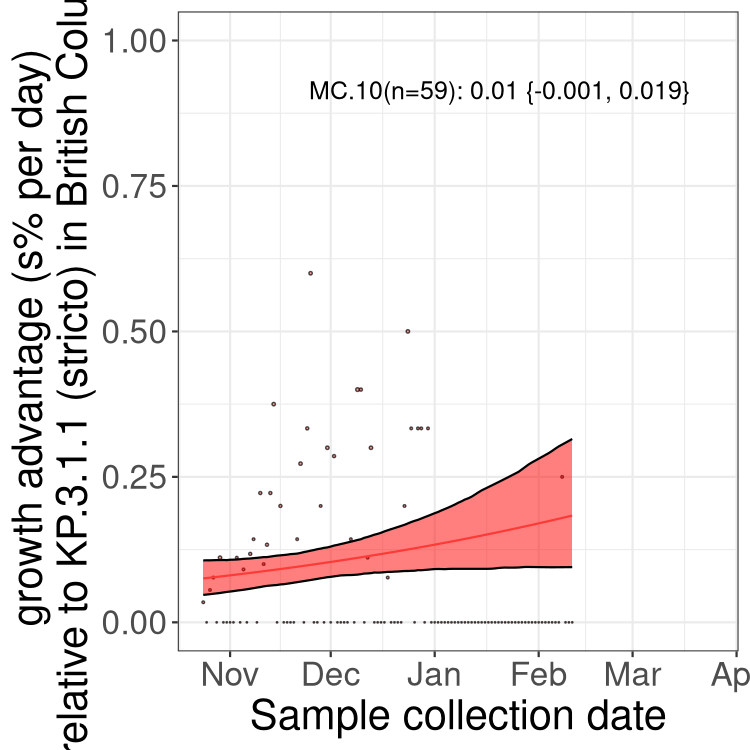 growth advantage (s% per day)
relative to KP.3.1.1 (stricto) in British Colu
1.00
0.75
0.50
0.25
0.00
MC.10(n=59): 0.01 {-0.001, 0.019}
Nov Dec Jan Feb Mar Ap
Sample collection date